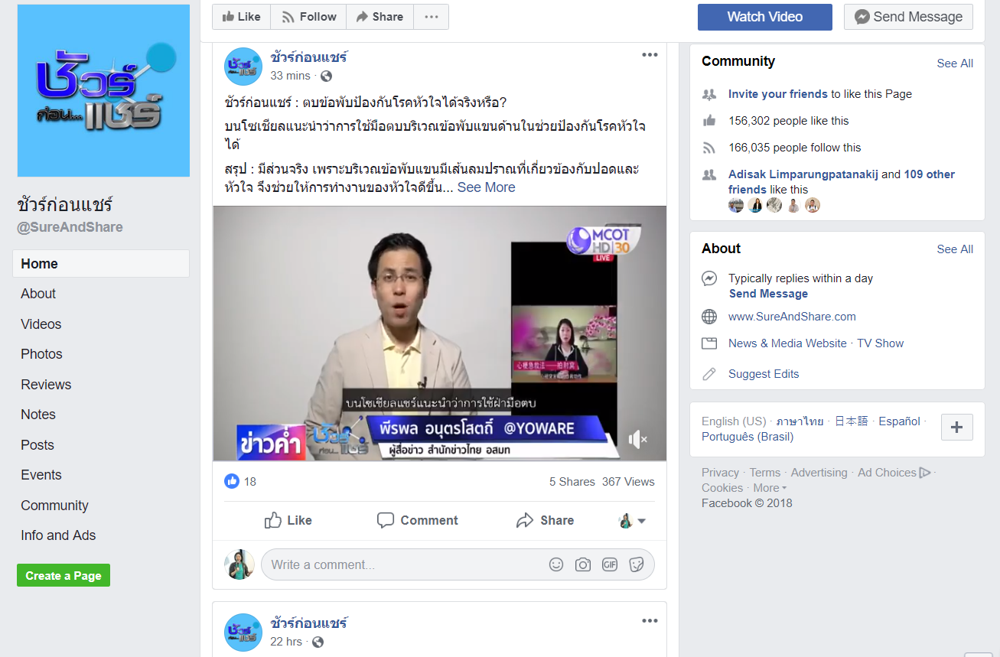 Like
Follow
Share
Watch Video
Send Message
ชัวร์
ก่อน...แชร์
ชัวร์ก่อนแชร์
@SureAndShare
Home
About
Videos
Photos
Reviews
Notes
Posts
Events
Community
Info and Ads
Create a Page
ชัวร์ก่อนแชร์
33 mins ·
ชัวร์ก่อนแชร์ : ตบข้อพับป้องกันโรคหัวใจได้จริงหรือ?
บนโซเชียลแนะนำว่าการใช้มือตบบริเวณข้อพับแขนด้านในช่วยป้องกันโรคหัวใจ
ได้
สรุป : มีส่วนจริง เพราะบริเวณข้อพับแขนมีเส้นลมปราณที่เกี่ยวข้องกับปอดและ
หัวใจ จึงช่วยให้การทำงานของหัวใจดีขึ้น... See More
MCOT
HD 30
LIVE
心梗急救法——拍肘窝
บนโซเชียลแชร์แนะนำว่าการใช้ฝ่ามือตบ
ข่าวค่ำ
ชัวร์
ก่อน...แชร์
พีรพล อนุตรโสตถิ์ @YOWARE
ผู้สื่อข่าว สำนักข่าวไทย อสมท
18
5 Shares 367 Views
Like
Comment
Share
Write a comment...
GIF
ชัวร์ก่อนแชร์
22 hrs ·
Community
See All
Invite your friends to like this Page
156,302 people like this
166,035 people follow this
Adisak Limparungpatanakij and 109 other
friends like this
About
See All
Typically replies within a day
Send Message
www.SureAndShare.com
News & Media Website · TV Show
Suggest Edits
English (US) · ภาษาไทย · 日本語 · Español ·
Português (Brasil)
Privacy · Terms · Advertising · Ad Choices ·
Cookies · More
Facebook © 2018